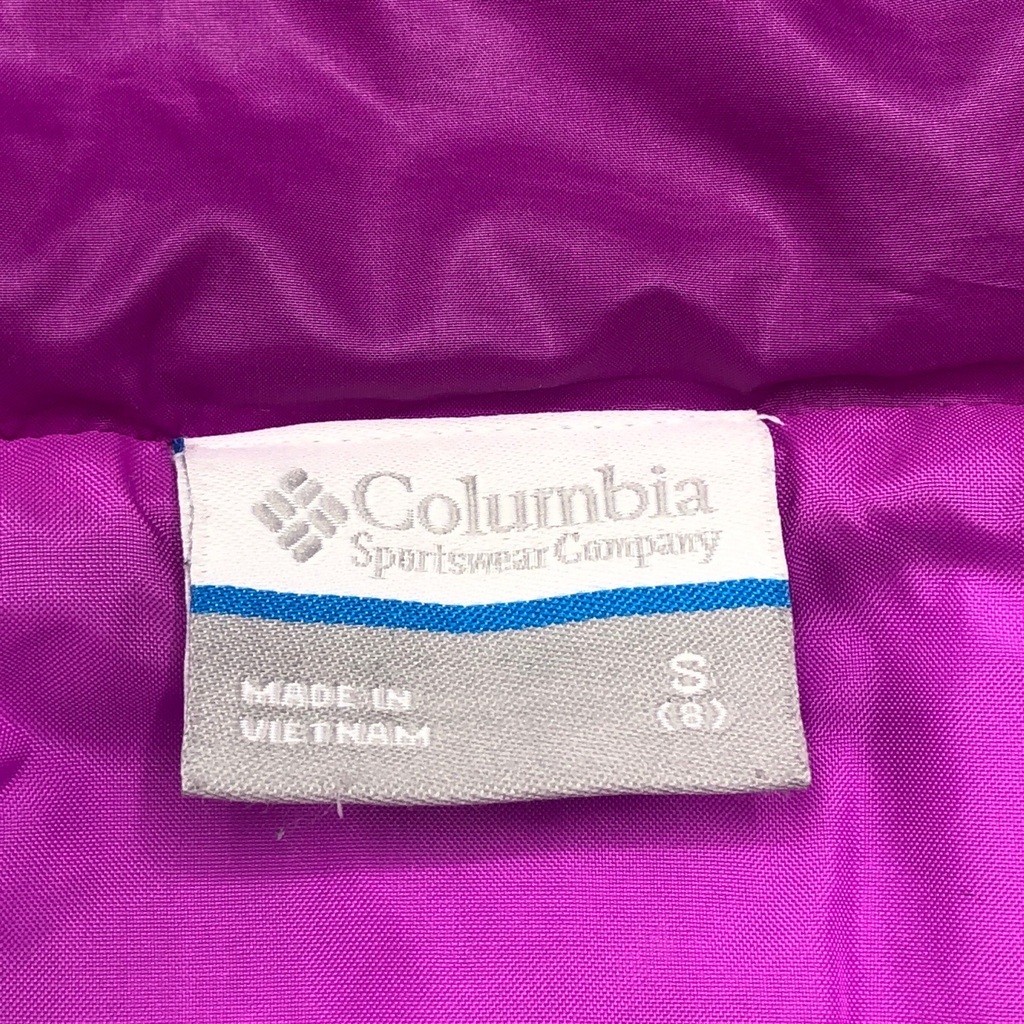 Columbia
Sportswear Company
MADE IN
VIETNAM
S
(8)